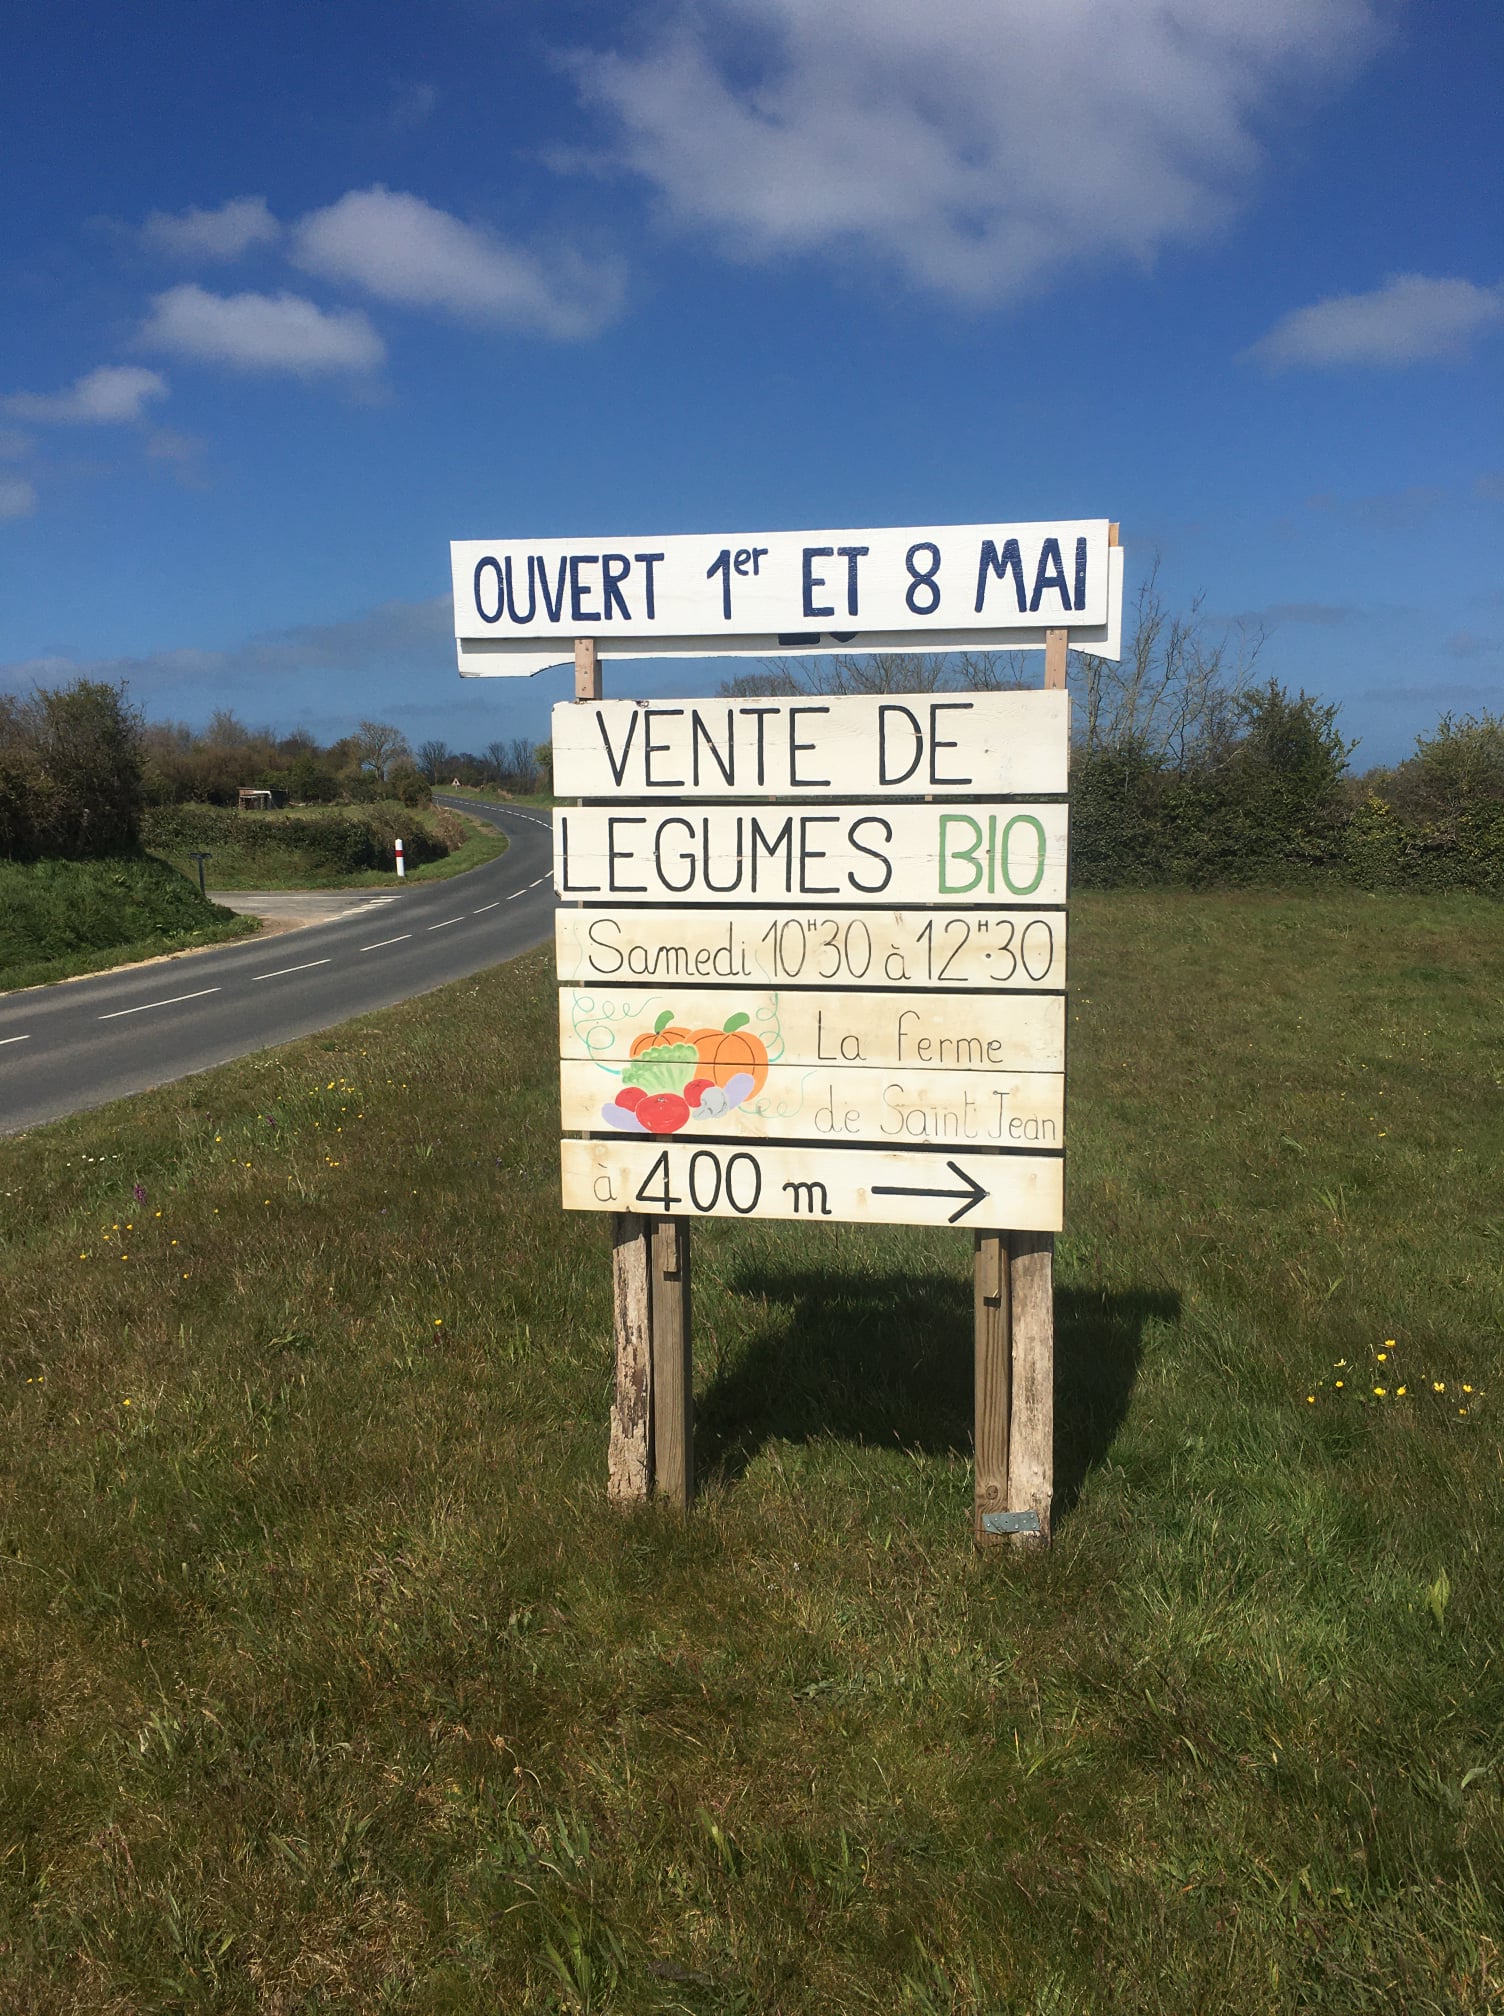 OUVERT 1er ET 8 MAI
VENTE DE
LEGUMES BIO
Samedi 10H30 à 12H30
La ferme
de Saint Jean
à 400 m →